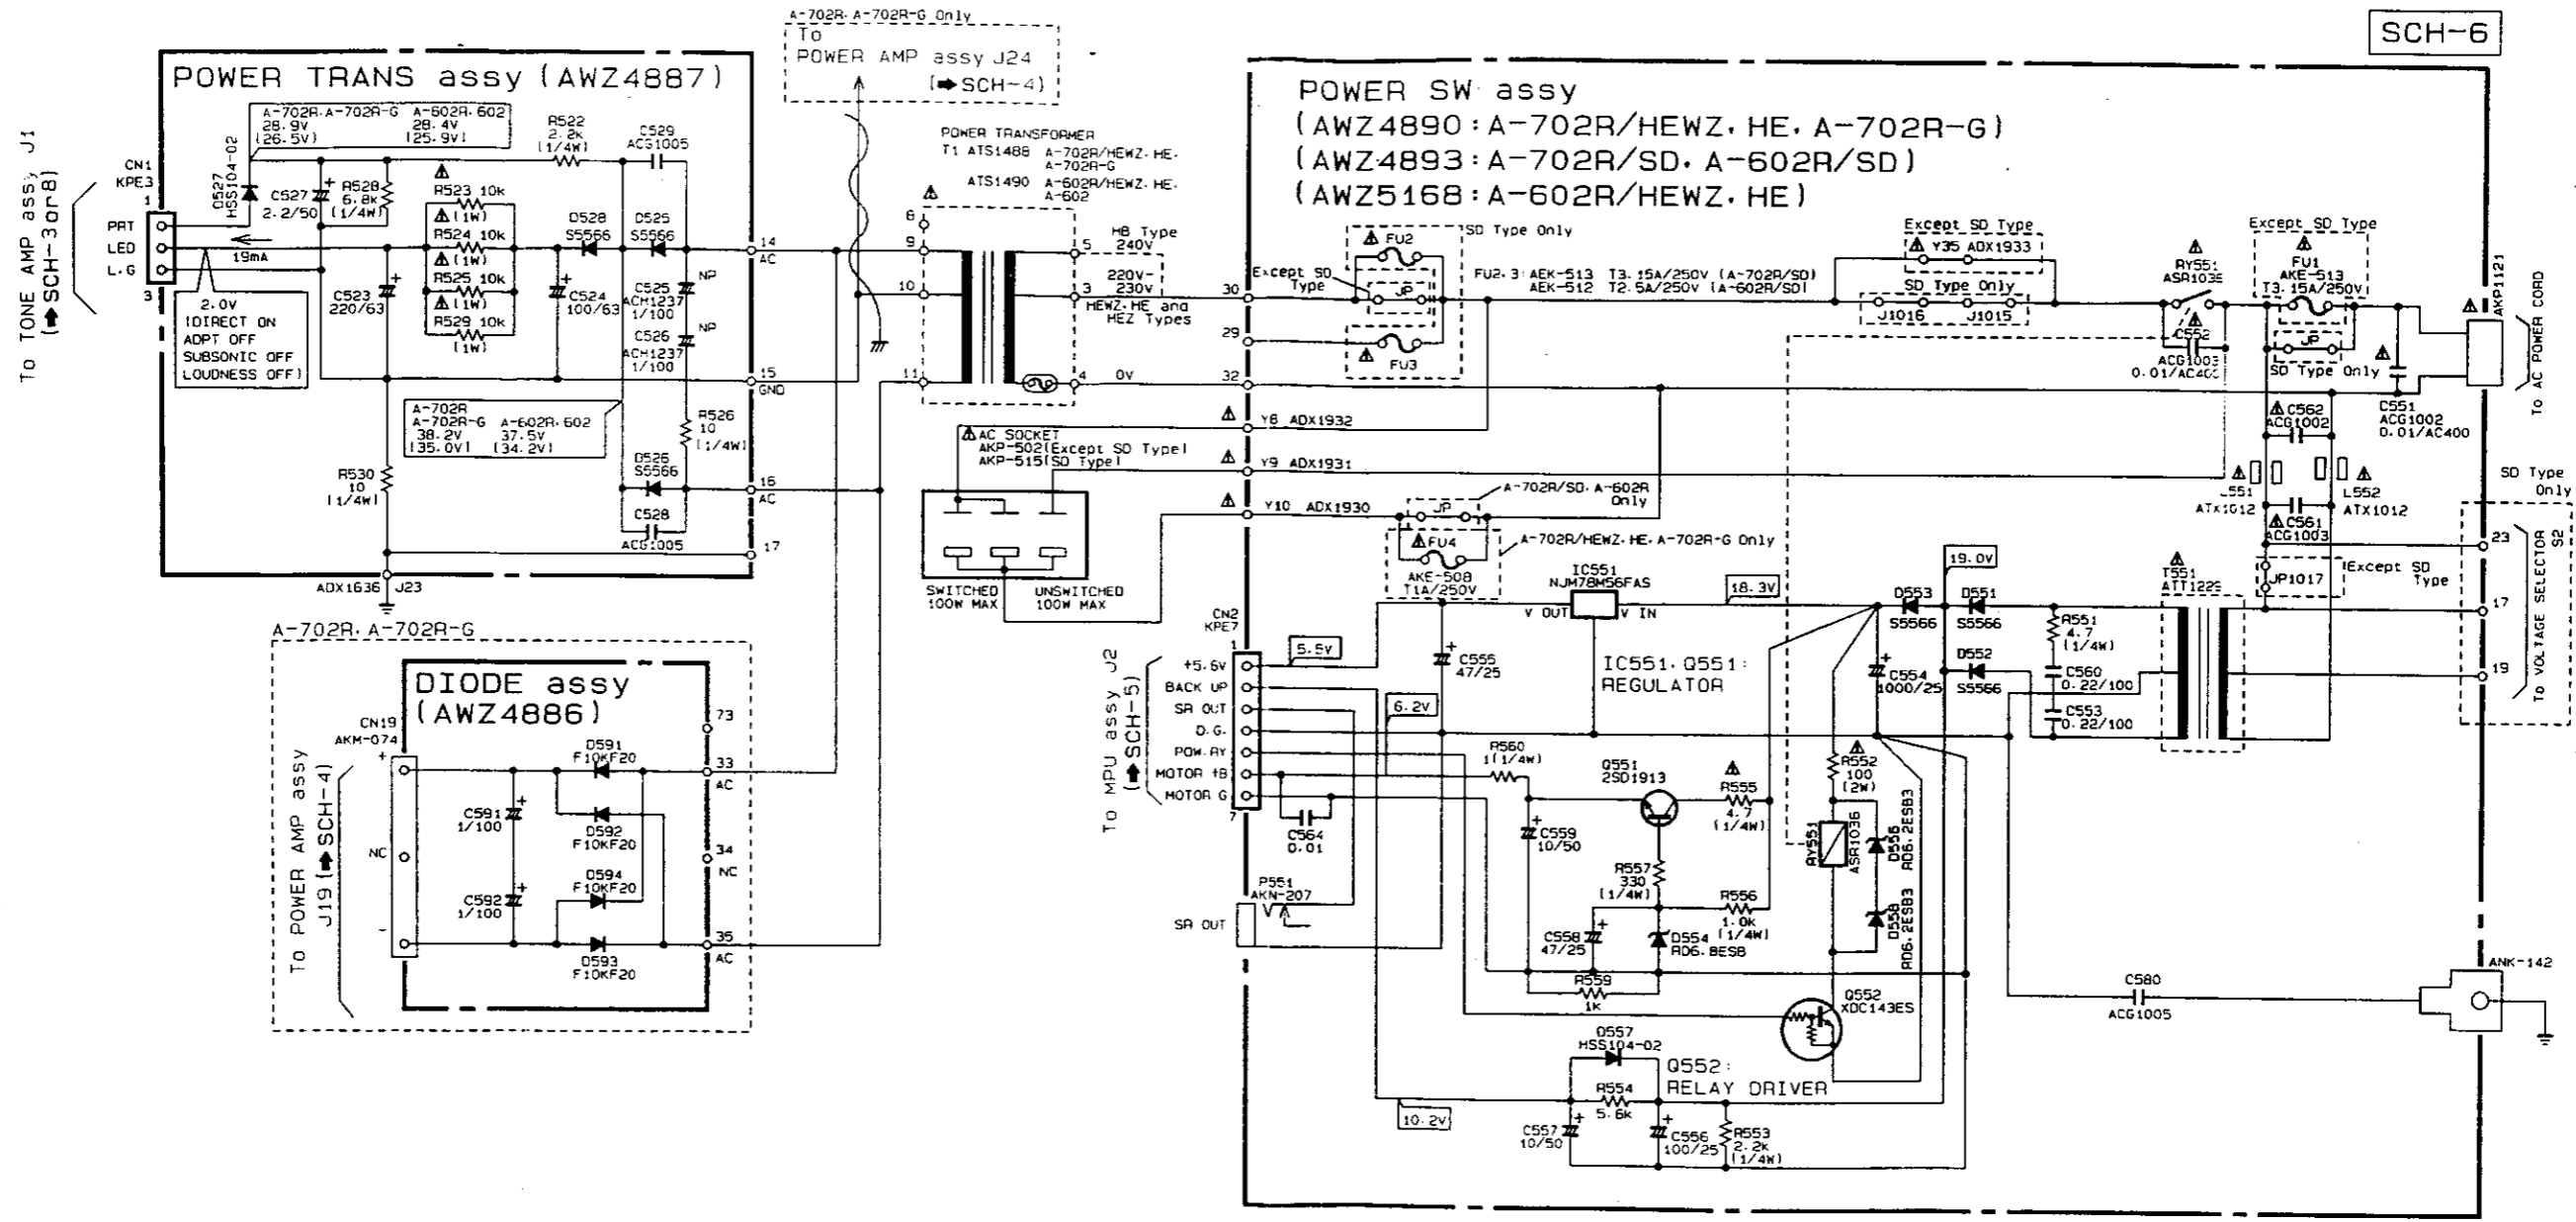 SCH-6
A-702R. A-702R-G Only
To
POWER AMP assy J24
(➡SCH-4)
POWER TRANS assy (AWZ4887)
To TONE AMP assy J1
(➡SCH-3or8)
CN1
KPE3
1
PRT
LED
L.G
3
A-702R.A-702R-G A-602R.602
28.9V 28.4V
(26.5V) (25.9V)
D527
HSS104-02
C527
2.2/50
R528
6.8k
(1/4W)
R522
2.2k
(1/4W)
C529
ACG1005
R523 10k
(1W)
R524 10k
(1W)
R525 10k
(1W)
R529 10k
(1W)
D528
S5566
D525
S5566
19mA
2.0V
(DIRECT ON
ADPT OFF
SUBSONIC OFF
LOUDNESS OFF)
C523
220/63
C524
100/63
NP
C525
ACH1237
1/100
NP
C526
ACH1237
1/100
14
AC
15
GND
A-702R
A-702R-G A-602R.602
38.2V 37.5V
(35.0V) (34.2V)
R526
10
(1/4W)
R530
10
(1/4W)
D526
S5566
C528
ACG1005
16
AC
17
ADX1636 J23
POWER TRANSFORMER
T1 ATS1488 A-702R/HEWZ.HE.
A-702R-G
ATS1490 A-602R/HEWZ.HE.
A-602
8
9
10
11
5
3
4
HB Type
240V
220V-
230V
HEWZ.HE and
HEZ Types
0V
AC SOCKET
AKP-502(Except SD Type)
AKP-515(SD Type)
SWITCHED
100W MAX
UNSWITCHED
100W MAX
A-702R. A-702R-G
DIODE assy
(AWZ4886)
To POWER AMP assy
J19 (➡SCH-4)
CN19
AKM-074
+
NC
-
C591
1/100
C592
1/100
D591
F10KF20
D592
F10KF20
D594
F10KF20
D593
F10KF20
73
33
AC
34
NC
35
AC
POWER SW assy
(AWZ4890:A-702R/HEWZ.HE.A-702R-G)
(AWZ4893:A-702R/SD.A-602R/SD)
(AWZ5168:A-602R/HEWZ.HE)
30
29
32
Except SD
Type
FU2
JP
FU3
SD Type Only
FU2.3:AEK-513 T3.15A/250V (A-702R/SD)
AEK-512 T2.5A/250V (A-602R/SD)
Except SD Type
Y35 ADX1933
SD Type Only
J1016 J1015
RY551
ASR1036
C552
ACG1003
0.01/AC400
Except SD Type
FU1
AKE-513
T3.15A/250V
JP
SD Type Only
AKP1121
To AC POWER CORD
C551
ACG1002
0.01/AC400
C562
ACG1002
L551
ATX1012
L552
ATX1012
C561
ACG1003
SD Type
Only
23
17
19
To VOLTAGE SELECTOR
S2
JP1017
Except SD
Type
T551
ATT1229
Y8 ADX1932
Y9 ADX1931
Y10 ADX1930
JP
A-702R/SD.A-602R
Only
FU4
AKE-508
T1A/250V
A-702R/HEWZ.HE.A-702R-G Only
IC551
NJM78M56FAS
V OUT
V IN
18.3V
19.0V
D553
S5566
D551
S5566
D552
S5566
R551
4.7
(1/4W)
C560
0.22/100
C553
0.22/100
C554
1000/25
IC551.Q551:
REGULATOR
C555
47/25
To MPU assy J2
(➡SCH-5)
CN2
KPE7
1
+5.6V
BACK UP
SR OUT
D.G.
POW.RY
MOTOR +B
MOTOR G
7
5.5V
6.2V
R560
1(1/4W)
Q551
2SD1913
R555
4.7
(1/4W)
C564
0.01
C559
10/50
R557
330
(1/4W)
R556
1.0k
(1/4W)
C558
47/25
D554
RD6.8ESB
R559
1k
P551
AKN-207
SR OUT
R552
100
(2W)
RY551
ASR1036
D556
RD6.2ESB3
D558
RD6.2ESB3
Q552
XDC143ES
D557
HSS104-02
Q552:
RELAY DRIVER
R554
5.6k
10.2V
C557
10/50
C556
100/25
R553
2.2k
(1/4W)
C580
ACG1005
ANK-142